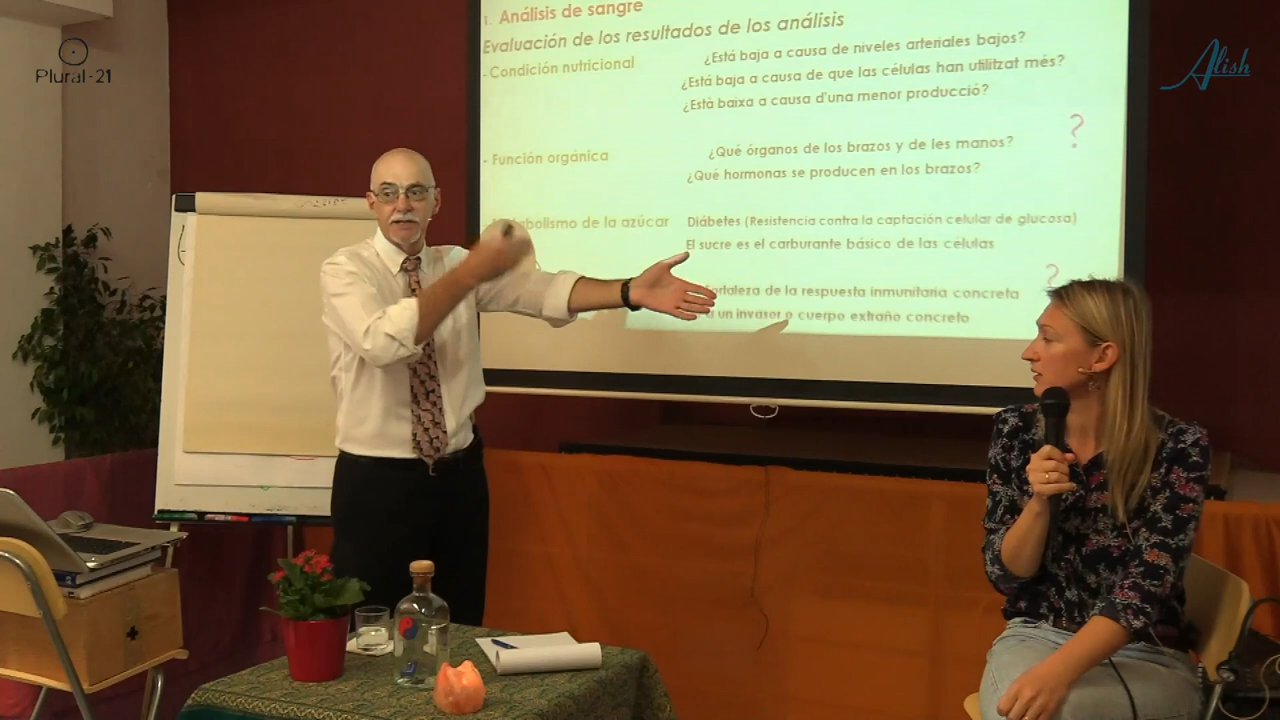 Plural-21
Alish
1. Análisis de sangre
Evaluación de los resultados de los análisis
- Condición nutricional
¿Está baja a causa de niveles arteriales bajos?
¿Está baja a causa de que las células han utilitzat més?
¿Està baixa a causa d'una menor producció?
?
- Función orgánica
¿Qué órganos de los brazos y de les manos?
¿Qué hormonas se producen en los brazos?
de la azúcar
Diábetes (Resistencia contra la captación celular de glucosa)
El sucre es el carburante básico de las células
?
de la respuesta inmunitaria concreta
un invasor o cuerpo extraño concreto